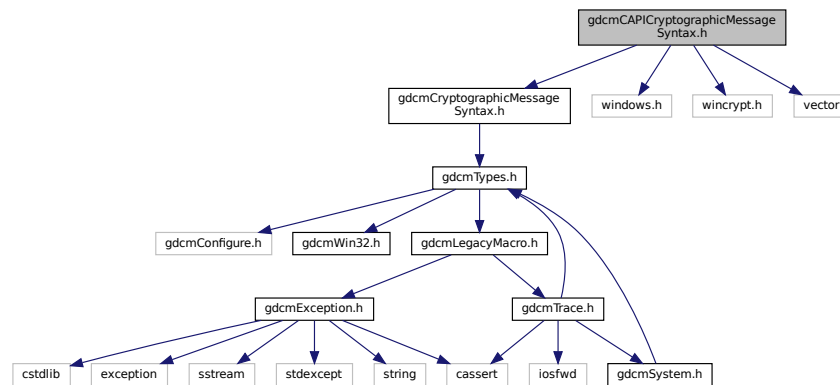 gdcmCAPICryptographicMessage
Syntax.h
gdcmCryptographicMessage
Syntax.h
windows.h
wincrypt.h
vector
gdcmTypes.h
gdcmConfigure.h
gdcmWin32.h
gdcmLegacyMacro.h
gdcmException.h
gdcmTrace.h
cstdlib
exception
sstream
stdexcept
string
cassert
iosfwd
gdcmSystem.h